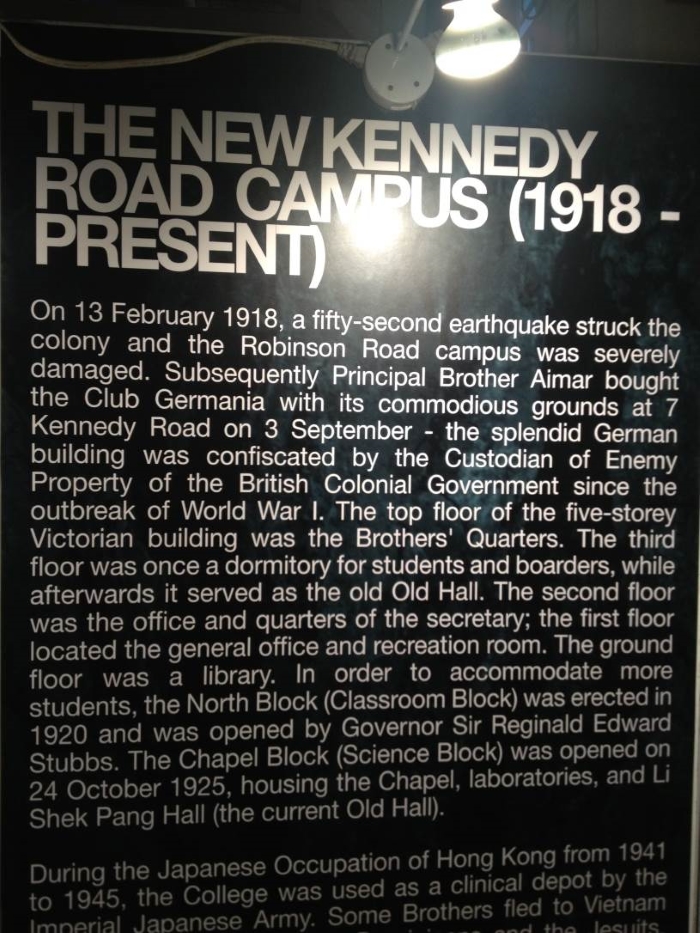 THE NEW KENNEDY
ROAD CAMPUS (1918 -
PRESENT)
On 13 February 1918, a fifty-second earthquake struck the
colony and the Robinson Road campus was severely
damaged. Subsequently Principal Brother Aimar bought
the Club Germania with its commodious grounds at 7
Kennedy Road on 3 September - the splendid German
building was confiscated by the Custodian of Enemy
Property of the British Colonial Government since the
outbreak of World War I. The top floor of the five-storey
Victorian building was the Brothers' Quarters. The third
floor was once a dormitory for students and boarders, while
afterwards it served as the old Old Hall. The second floor
was the office and quarters of the secretary; the first floor
located the general office and recreation room. The ground
floor was a library. In order to accommodate more
students, the North Block (Classroom Block) was erected in
1920 and was opened by Governor Sir Reginald Edward
Stubbs. The Chapel Block (Science Block) was opened on
24 October 1925, housing the Chapel, laboratories, and Li
Shek Pang Hall (the current Old Hall).
During the Japanese Occupation of Hong Kong from 1941
to 1945, the College was used as a clinical depot by the
Imperial Japanese Army. Some Brothers fled to Vietnam
and the Jesuits,